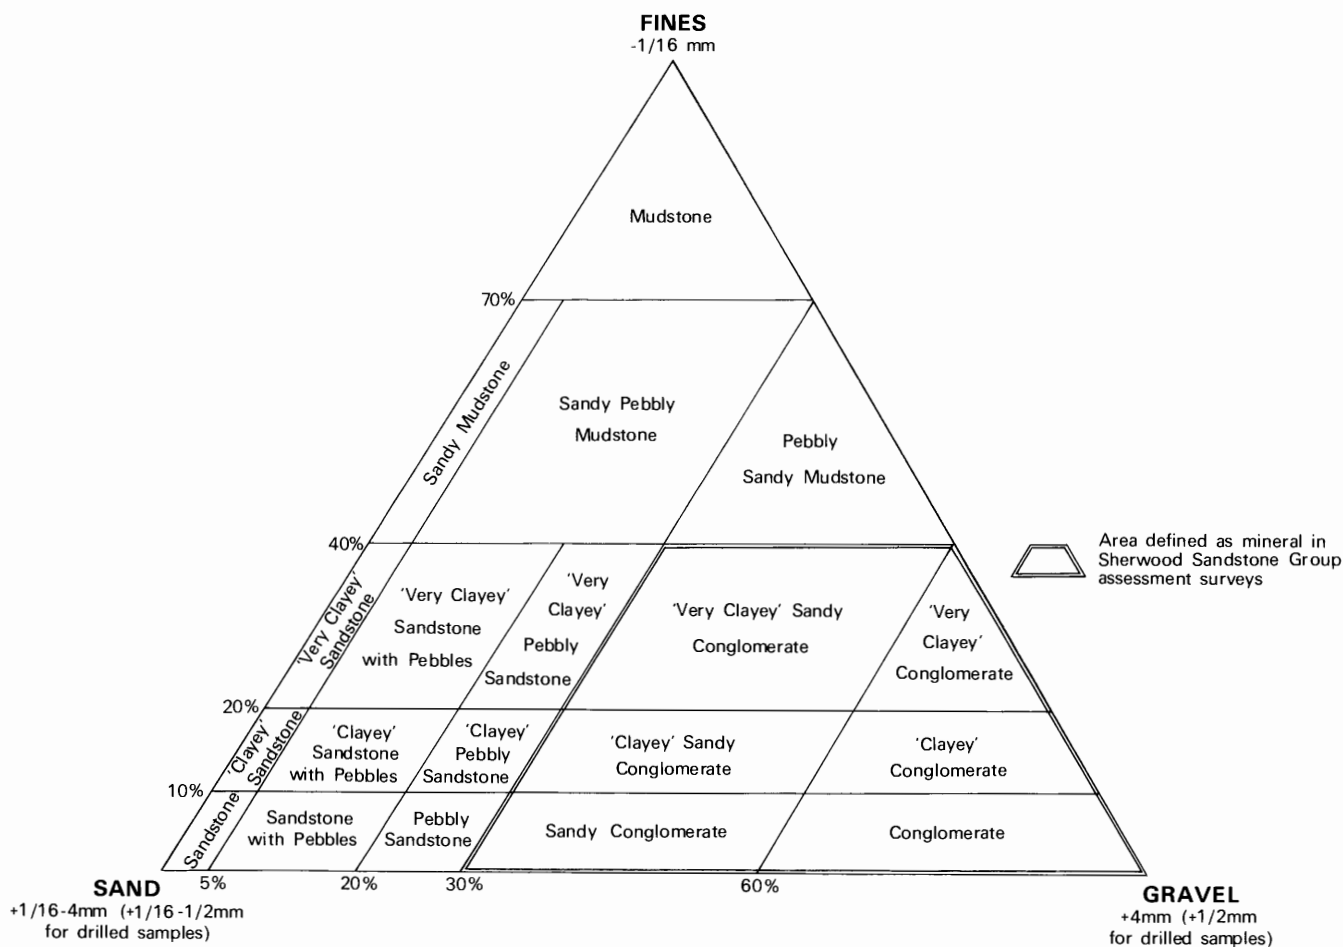 FINES
-1/16 mm
Mudstone
70%
Sandy Mudstone
Sandy Pebbly
Mudstone
Pebbly
Sandy Mudstone
40%
Area defined as mineral in
Sherwood Sandstone Group
assessment surveys
'Very Clayey'
Sandstone
'Very Clayey'
Sandstone
with Pebbles
'Very
Clayey'
Pebbly
Sandstone
'Very Clayey' Sandy
Conglomerate
'Very
Clayey'
Conglomerate
20%
'Clayey'
Sandstone
'Clayey'
Sandstone
with Pebbles
'Clayey'
Pebbly
Sandstone
'Clayey' Sandy
Conglomerate
'Clayey'
Conglomerate
10%
Sandstone
Sandstone
with Pebbles
Pebbly
Sandstone
Sandy Conglomerate
Conglomerate
5%
20%
30%
60%
SAND
+1/16-4mm (+1/16-1/2mm
for drilled samples)
GRAVEL
+4mm (+1/2mm
for drilled samples)